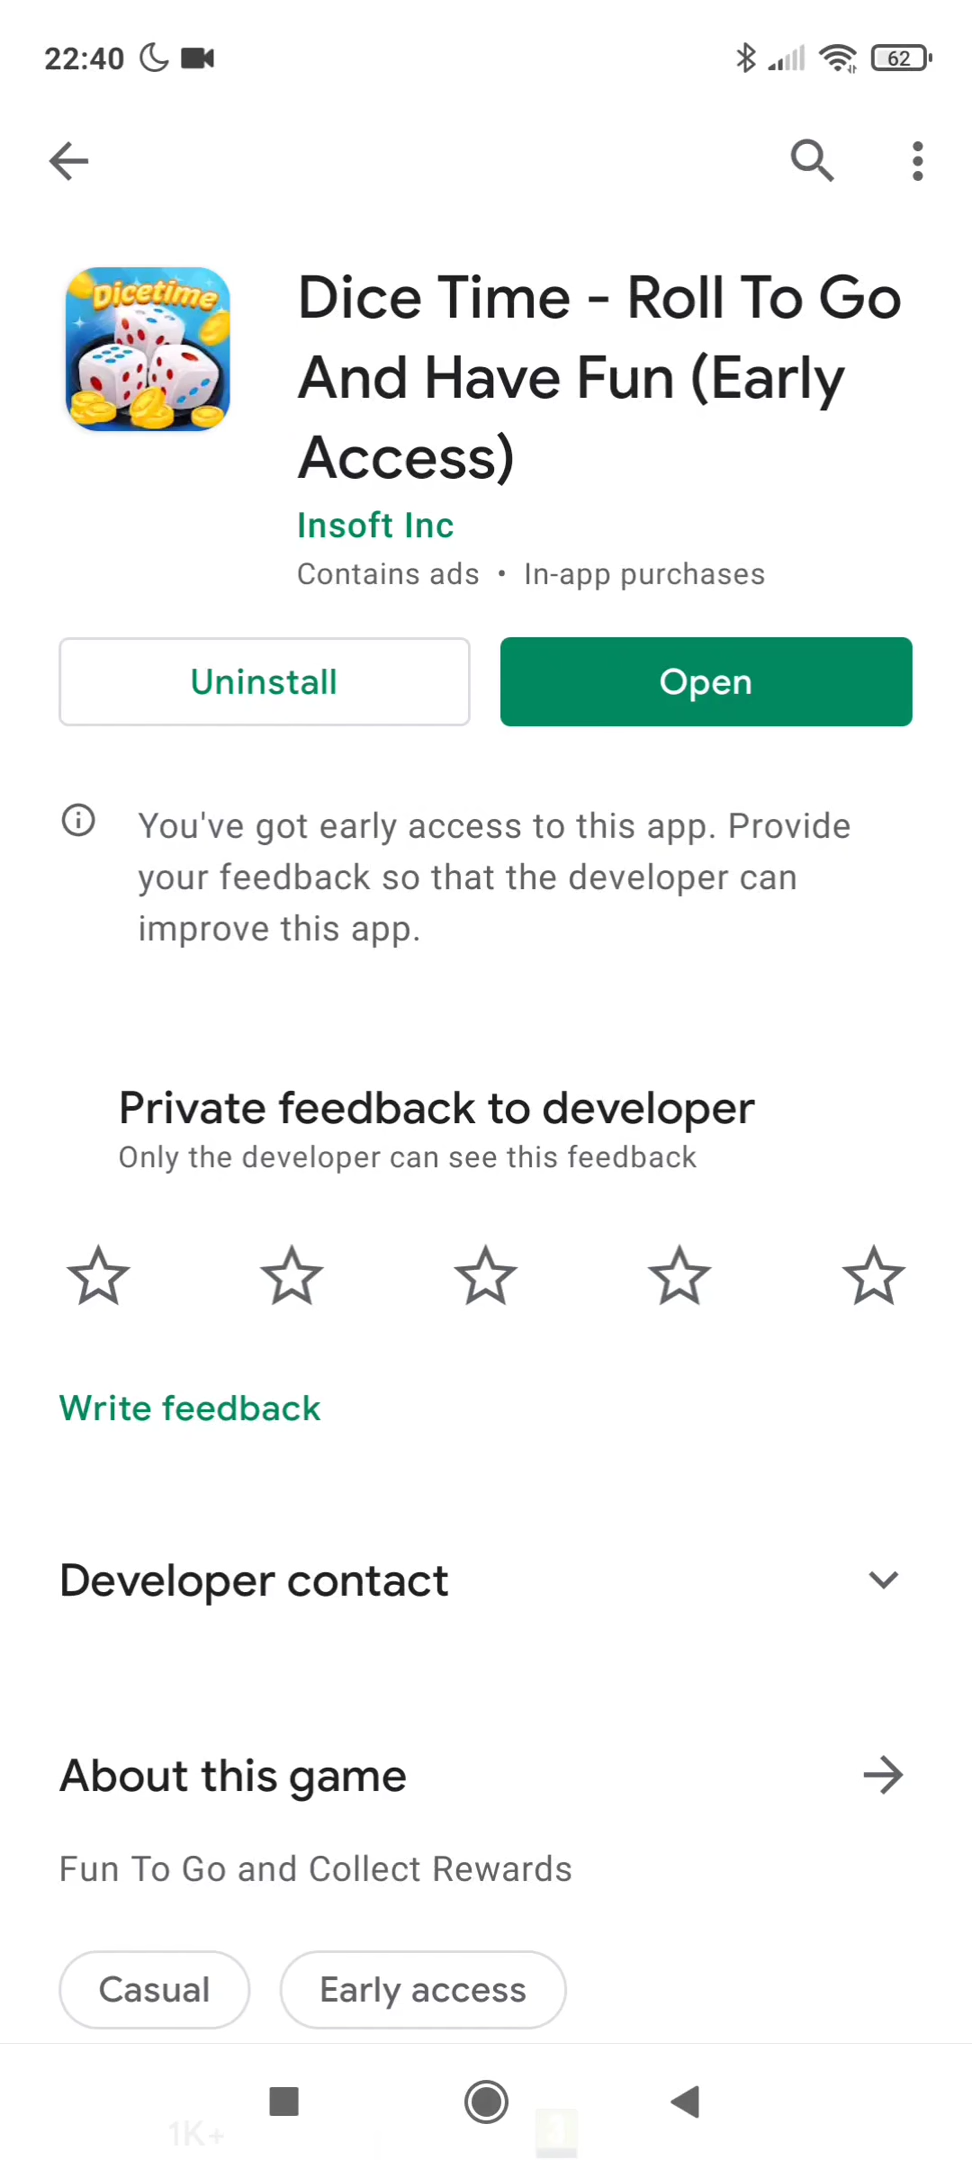 22:40
62
Dicetime
Dice Time - Roll To Go
And Have Fun (Early
Access)
Insoft Inc
Contains ads • In-app purchases
Uninstall
Open
You've got early access to this app. Provide
your feedback so that the developer can
improve this app.
Private feedback to developer
Only the developer can see this feedback
Write feedback
Developer contact
About this game
Fun To Go and Collect Rewards
Casual
Early access
1K+
3